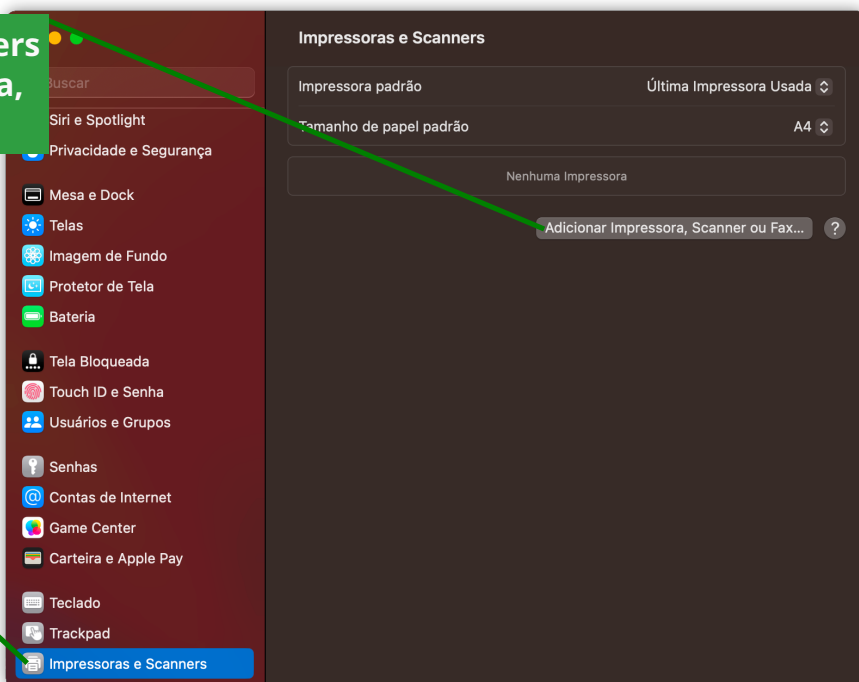 ers
a,
Buscar
Siri e Spotlight
Privacidade e Segurança
Mesa e Dock
Telas
Imagem de Fundo
Protetor de Tela
Bateria
Tela Bloqueada
Touch ID e Senha
Usuários e Grupos
Senhas
Contas de Internet
Game Center
Carteira e Apple Pay
Teclado
Trackpad
Impressoras e Scanners
Impressoras e Scanners
Impressora padrão Última Impressora Usada
Tamanho de papel padrão A4
Nenhuma Impressora
Adicionar Impressora, Scanner ou Fax... ?